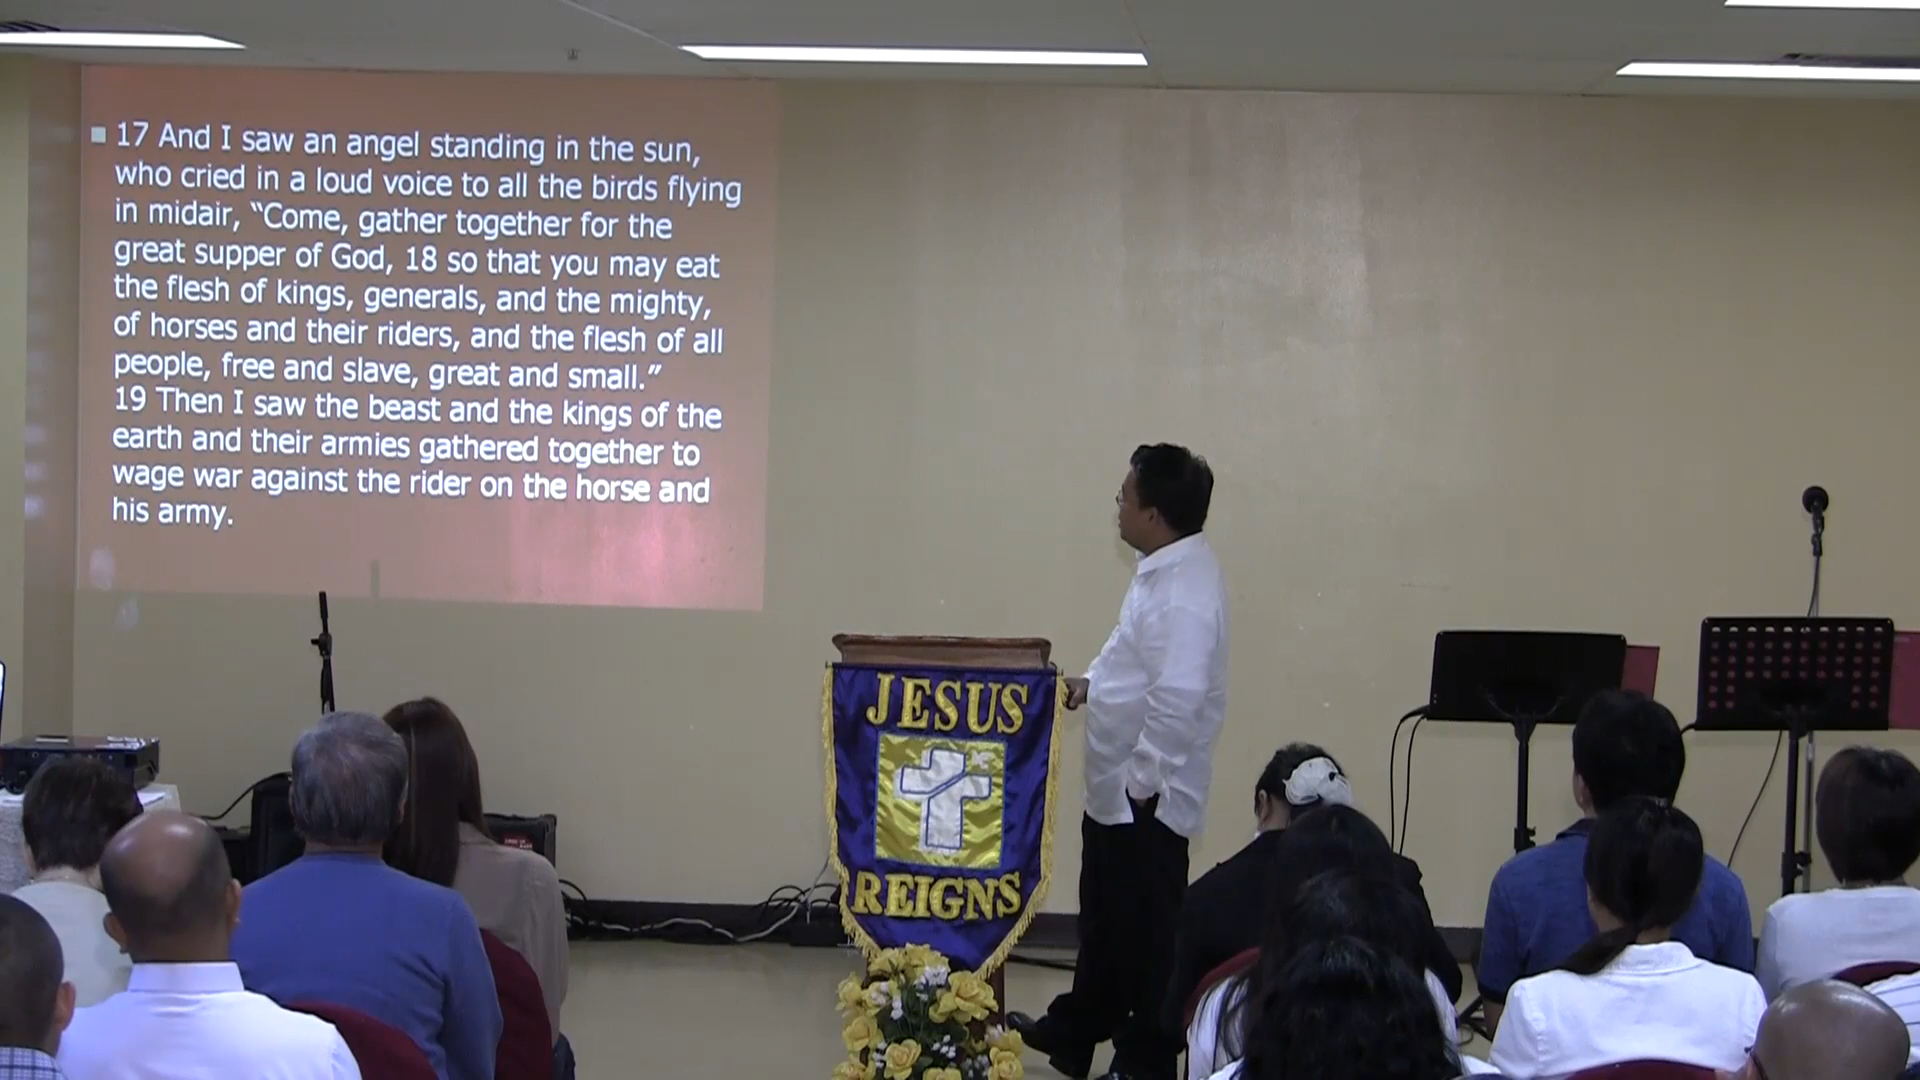 17 And I saw an angel standing in the sun,
who cried in a loud voice to all the birds flying
in midair, “Come, gather together for the
great supper of God, 18 so that you may eat
the flesh of kings, generals, and the mighty,
of horses and their riders, and the flesh of all
people, free and slave, great and small.”
19 Then I saw the beast and the kings of the
earth and their armies gathered together to
wage war against the rider on the horse and
his army.
JESUS
REIGNS